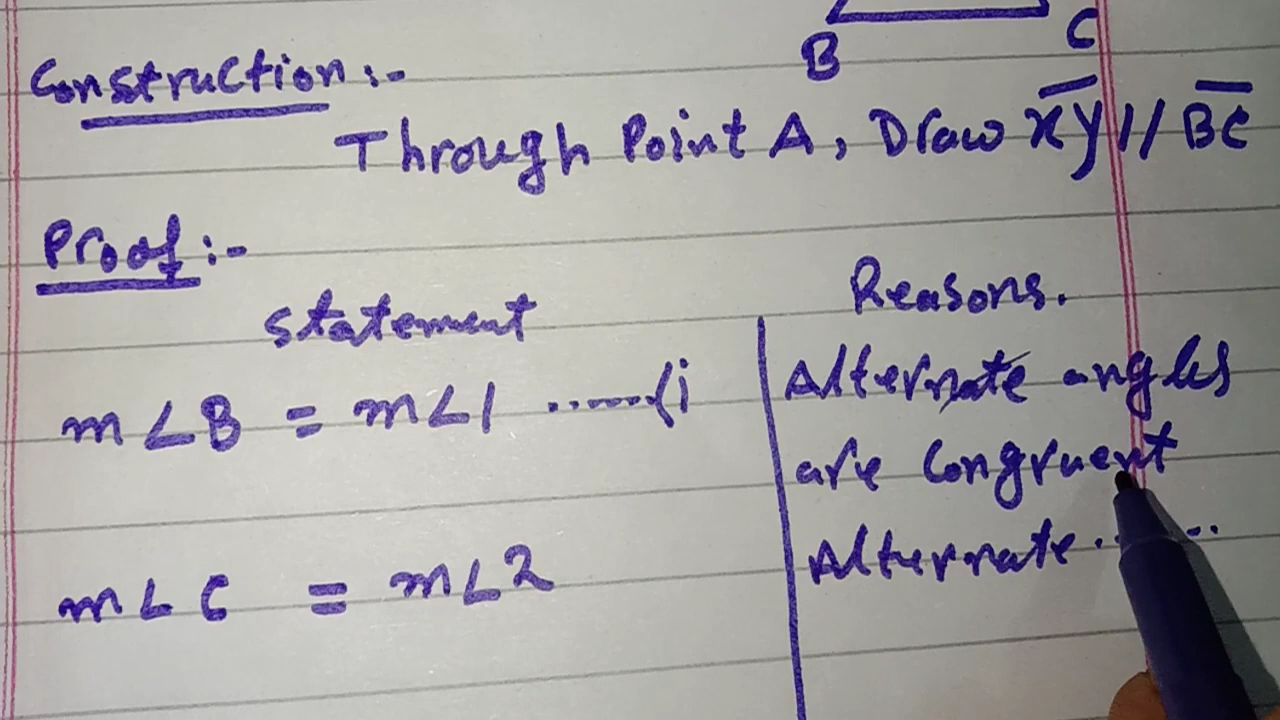 B C
Construction:-
Through Point A, Draw XY // BC
Proof:-
Statement
Reasons.
m∠B = m∠1 ......(i
Alternate angles
are Congruent
m∠C = m∠2
Alternate......